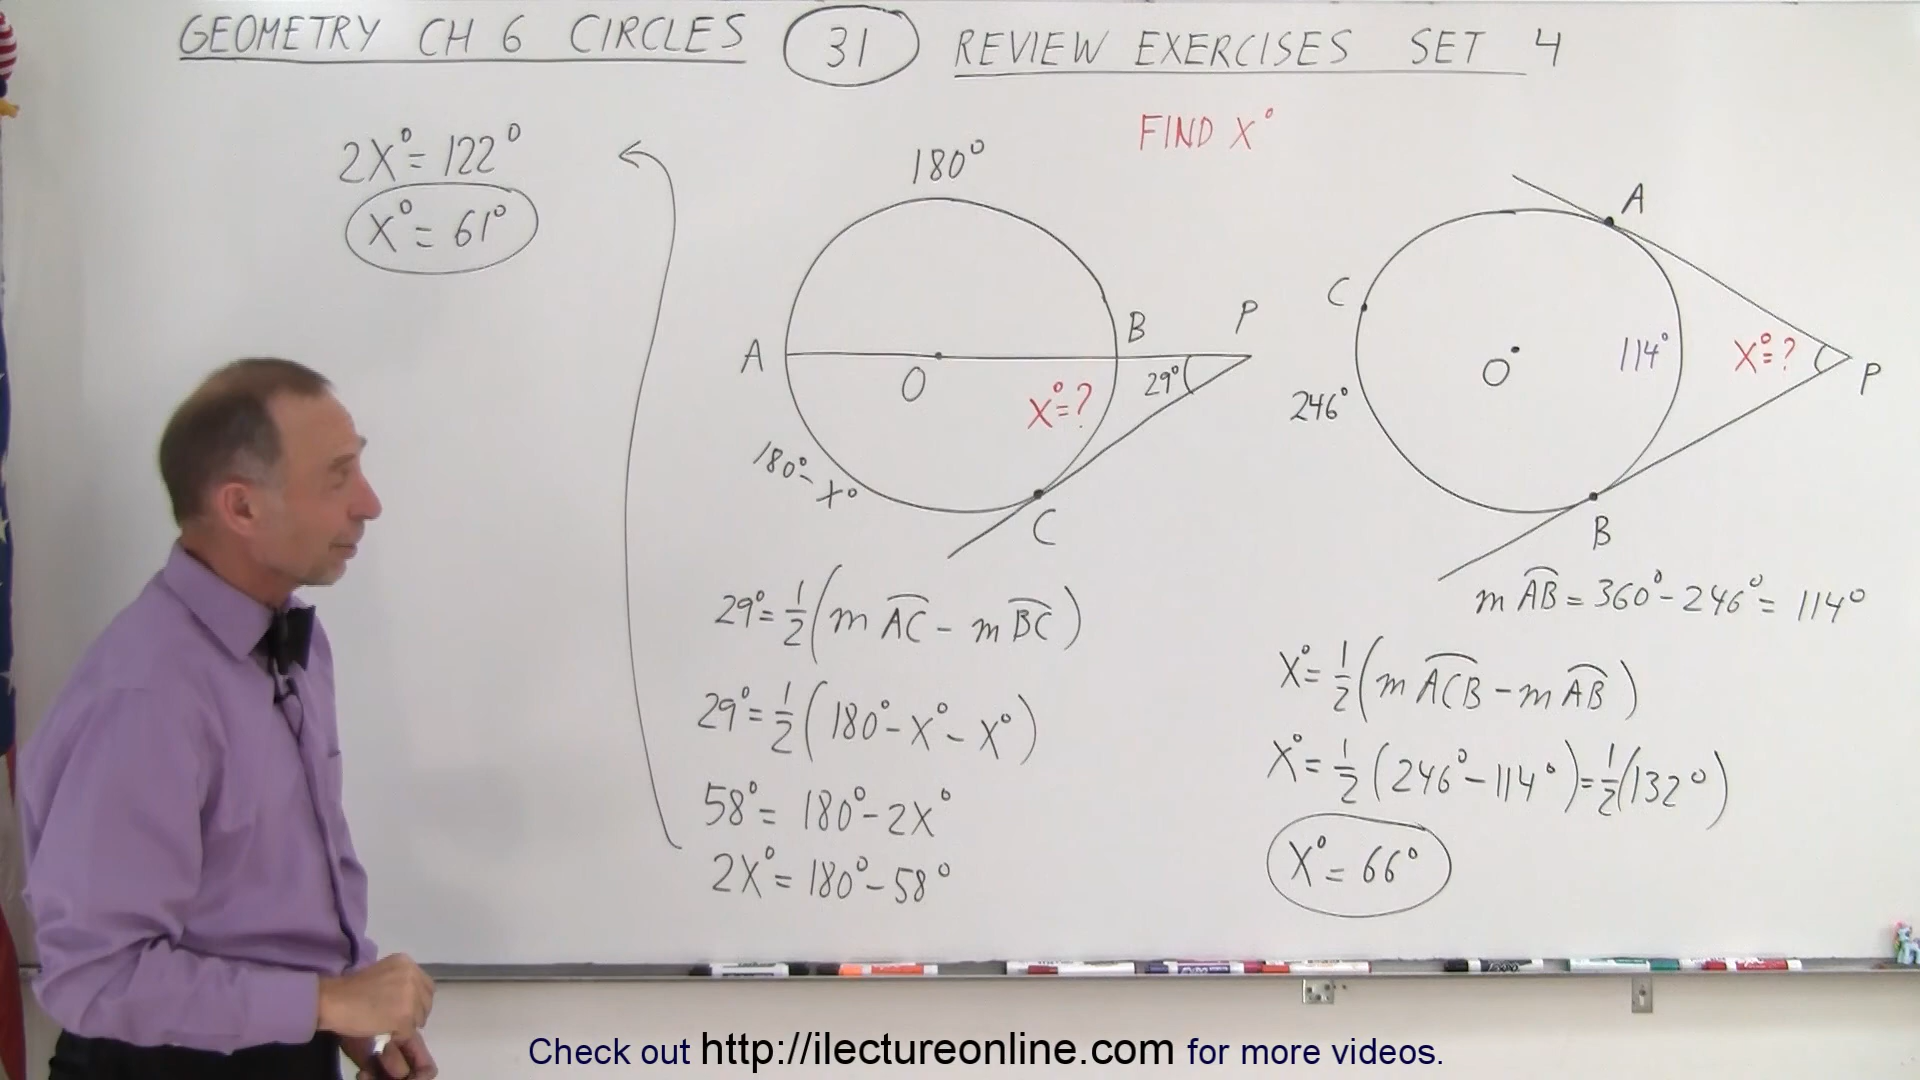 GEOMETRY CH 6 CIRCLES 31 REVIEW EXERCISES SET 4
FIND X°
2X° = 122°
X° = 61°
180°
A
B
P
O
29°
X° = ?
180° - X°
C
29° = 1/2 (m AC - m BC)
29° = 1/2 (180° - X° - X°)
58° = 180° - 2X°
2X° = 180° - 58°
A
C
O
114°
X° = ?
P
246°
B
m AB = 360° - 246° = 114°
X° = 1/2 (m ACB - m AB)
X° = 1/2 (246° - 114°) = 1/2 (132°)
X° = 66°
Check out http://ilectureonline.com for more videos.